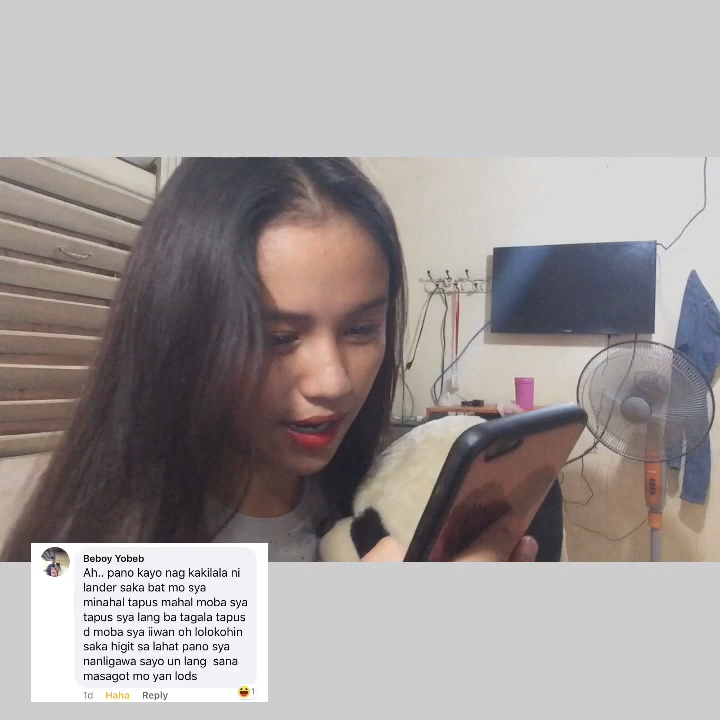 Beboy Yobeb
Ah.. pano kayo nag kakilala ni
lander saka bat mo sya
minahal tapus mahal moba sya
tapus sya lang ba tagala tapus
d moba sya iiwan oh lolokohin
saka higit sa lahat pano sya
nanligawa sayo un lang sana
masagot mo yan lods
1d Haha Reply 1